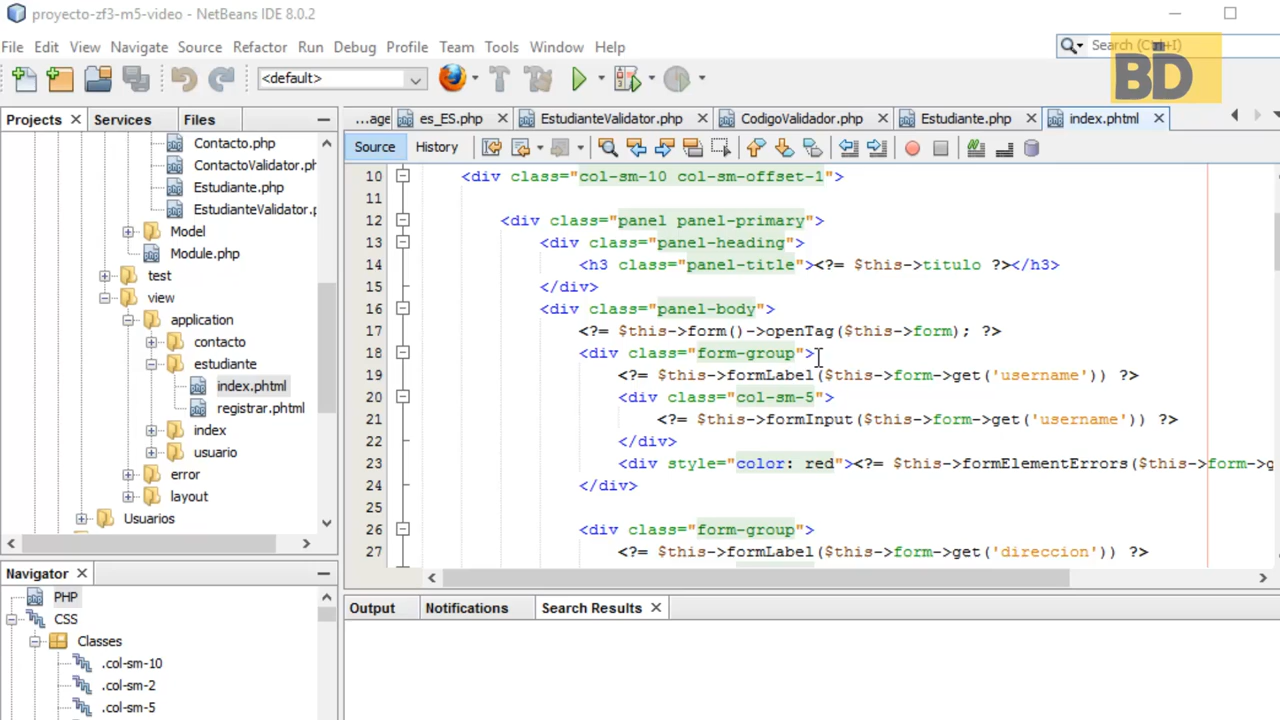 proyecto-zf3-m5-video - NetBeans IDE 8.0.2
File Edit View Navigate Source Refactor Run Debug Profile Team Tools Window Help
Search (Ctrl+I)
BD
<default>
Projects Services Files
...age es_ES.php EstudianteValidator.php CodigoValidador.php Estudiante.php index.phtml
Source History
Contacto.php
ContactoValidator.ph
Estudiante.php
EstudianteValidator.p
Model
Module.php
test
view
application
contacto
estudiante
index.phtml
registrar.phtml
index
usuario
error
layout
Usuarios
10 <div class="col-sm-10 col-sm-offset-1">
11
12 <div class="panel panel-primary">
13 <div class="panel-heading">
14 <h3 class="panel-title"><?= $this->titulo ?></h3>
15 </div>
16 <div class="panel-body">
17 <?= $this->form()->openTag($this->form); ?>
18 <div class="form-group">
19 <?= $this->formLabel($this->form->get('username')) ?>
20 <div class="col-sm-5">
21 <?= $this->formInput($this->form->get('username')) ?>
22 </div>
23 <div style="color: red"><?= $this->formElementErrors($this->form->g
24 </div>
25
26 <div class="form-group">
27 <?= $this->formLabel($this->form->get('direccion')) ?>
Navigator
PHP
CSS
Classes
.col-sm-10
.col-sm-2
.col-sm-5
Output Notifications Search Results